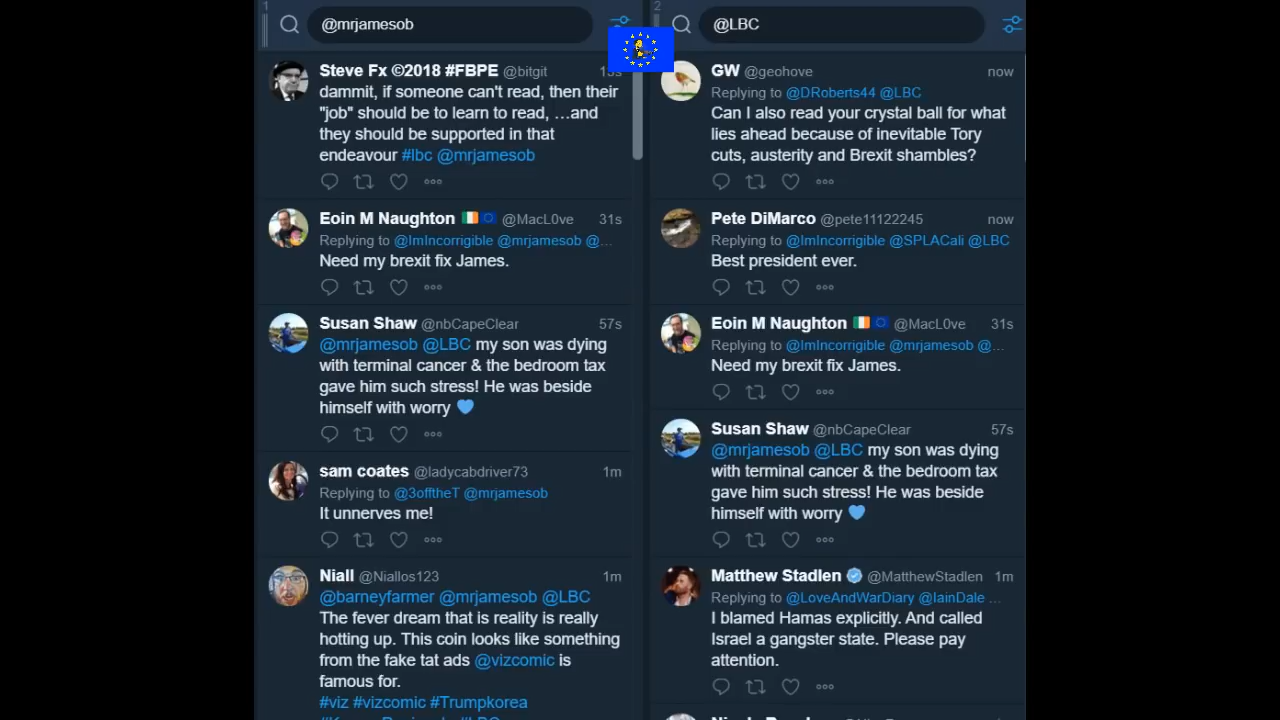 1
@mrjamesob
Steve Fx ©2018 #FBPE @bitgit
dammit, if someone can't read, then their
"job" should be to learn to read, …and
they should be supported in that
endeavour #lbc @mrjamesob
Eoin M Naughton @MacL0ve 31s
Replying to @ImIncorrigible @mrjamesob @…
Need my brexit fix James.
Susan Shaw @nbCapeClear 57s
@mrjamesob @LBC my son was dying
with terminal cancer & the bedroom tax
gave him such stress! He was beside
himself with worry 💙
sam coates @ladycabdriver73 1m
Replying to @3offtheT @mrjamesob
It unnerves me!
Niall @Niallos123 1m
@barneyfarmer @mrjamesob @LBC
The fever dream that is reality is really
hotting up. This coin looks like something
from the fake tat ads @vizcomic is
famous for.
#viz #vizcomic #Trumpkorea
2
@LBC
GW @geohove now
Replying to @DRoberts44 @LBC
Can I also read your crystal ball for what
lies ahead because of inevitable Tory
cuts, austerity and Brexit shambles?
Pete DiMarco @pete11122245 now
Replying to @ImIncorrigible @SPLACali @LBC
Best president ever.
Eoin M Naughton @MacL0ve 31s
Replying to @ImIncorrigible @mrjamesob @…
Need my brexit fix James.
Susan Shaw @nbCapeClear 57s
@mrjamesob @LBC my son was dying
with terminal cancer & the bedroom tax
gave him such stress! He was beside
himself with worry 💙
Matthew Stadlen @MatthewStadlen 1m
Replying to @LoveAndWarDiary @IainDale …
I blamed Hamas explicitly. And called
Israel a gangster state. Please pay
attention.